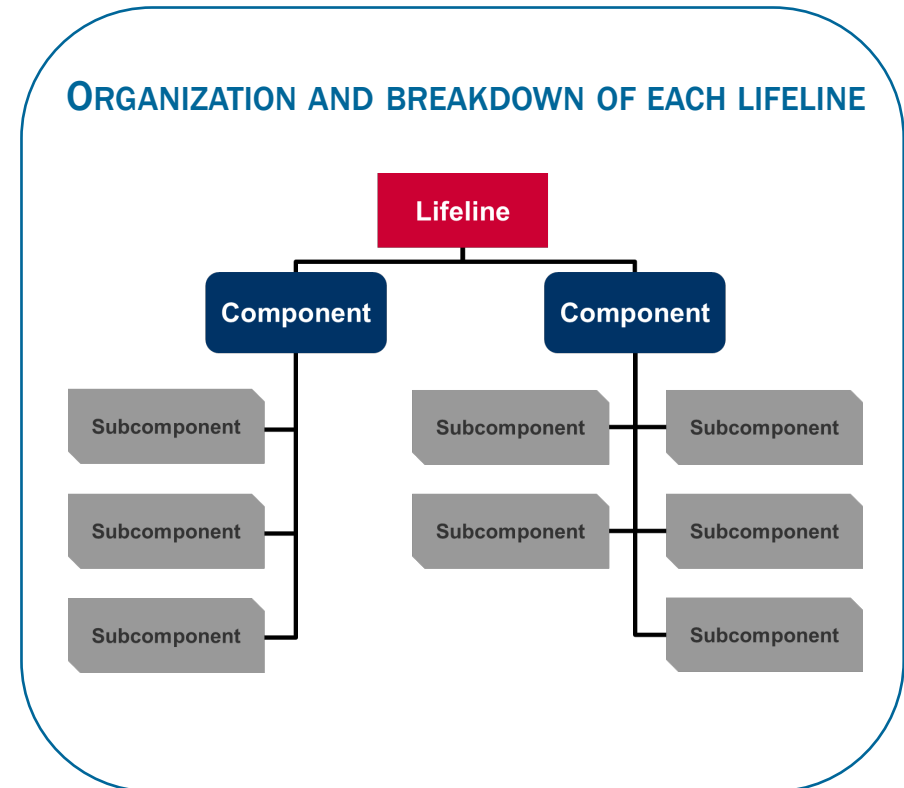 ORGANIZATION AND BREAKDOWN OF EACH LIFELINE
Lifeline
Component
Component
Subcomponent
Subcomponent
Subcomponent
Subcomponent
Subcomponent
Subcomponent
Subcomponent
Subcomponent